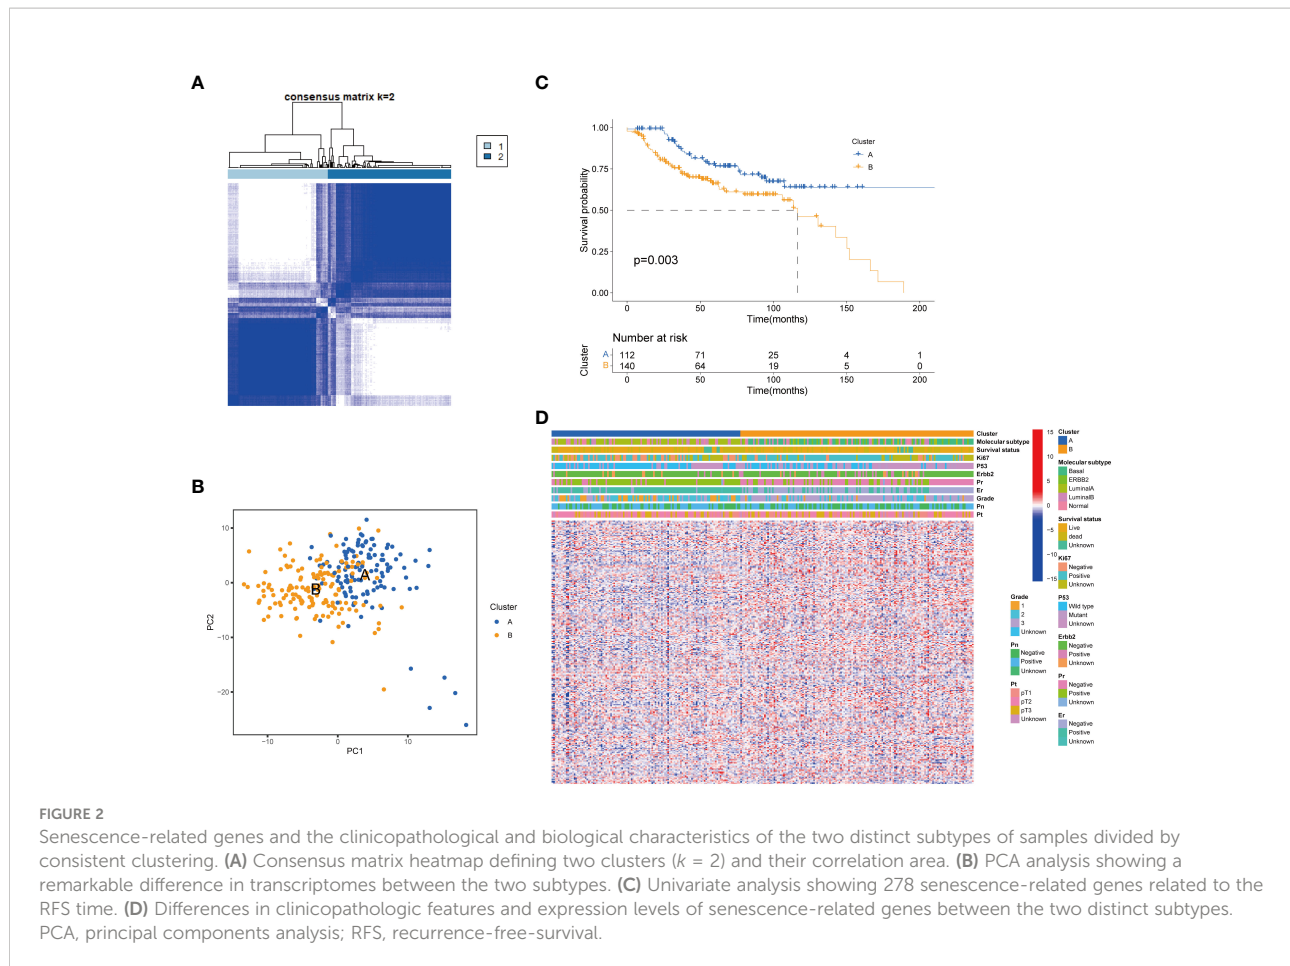 A
consensus matrix k=2
1
2
B
10
0
−10
−20
−10
0
10
PC2
PC1
Cluster
A
B
A
B
C
1.00
0.75
0.50
0.25
0.00
Survival probability
p=0.003
Cluster
A
B
0
50
100
150
200
Time(months)
Number at risk
Cluster
A 112 71 25 4 1
B 140 64 19 5 0
0 50 100 150 200
Time(months)
D
Cluster
Molecular subtype
Survival status
Ki67
P53
Erbb2
Pr
Er
Grade
Pn
Pt
15
10
5
0
−5
−10
−15
Grade
1
2
3
Unknown
Pn
Negative
Positive
Unknown
Pt
pT1
pT2
pT3
Unknown
Cluster
A
B
Molecular subtype
Basal
ERBB2
LuminalA
LuminalB
Normal
Survival status
Live
dead
Unknown
Ki67
Negative
Positive
Unknown
P53
Wild type
Mutant
Unknown
Erbb2
Negative
Positive
Unknown
Pr
Negative
Positive
Unknown
Er
Negative
Positive
Unknown
FIGURE 2
Senescence-related genes and the clinicopathological and biological characteristics of the two distinct subtypes of samples divided by
consistent clustering. (A) Consensus matrix heatmap defining two clusters (k = 2) and their correlation area. (B) PCA analysis showing a
remarkable difference in transcriptomes between the two subtypes. (C) Univariate analysis showing 278 senescence-related genes related to the
RFS time. (D) Differences in clinicopathologic features and expression levels of senescence-related genes between the two distinct subtypes.
PCA, principal components analysis; RFS, recurrence-free-survival.